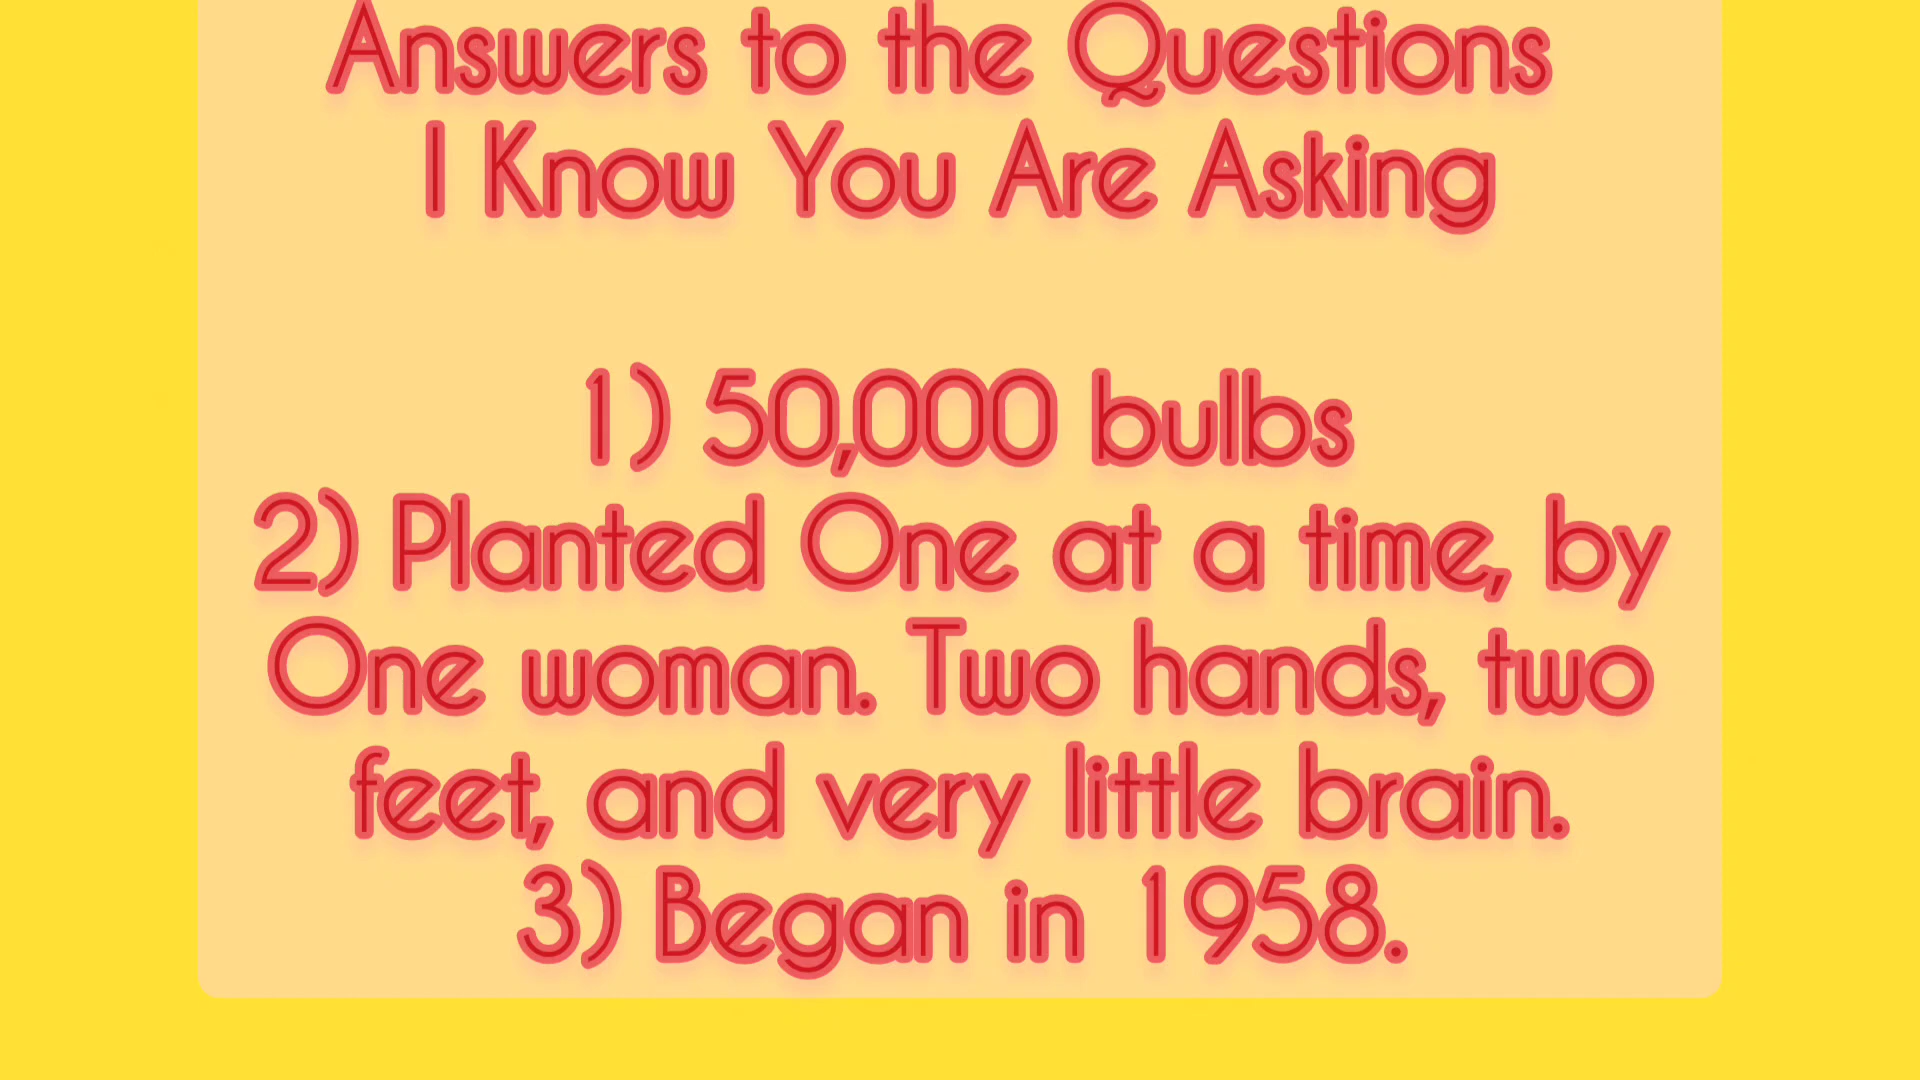 Answers to the Questions
I Know You Are Asking
1) 50,000 bulbs
2) Planted One at a time, by
One woman. Two hands, two
feet, and very little brain.
3) Began in 1958.